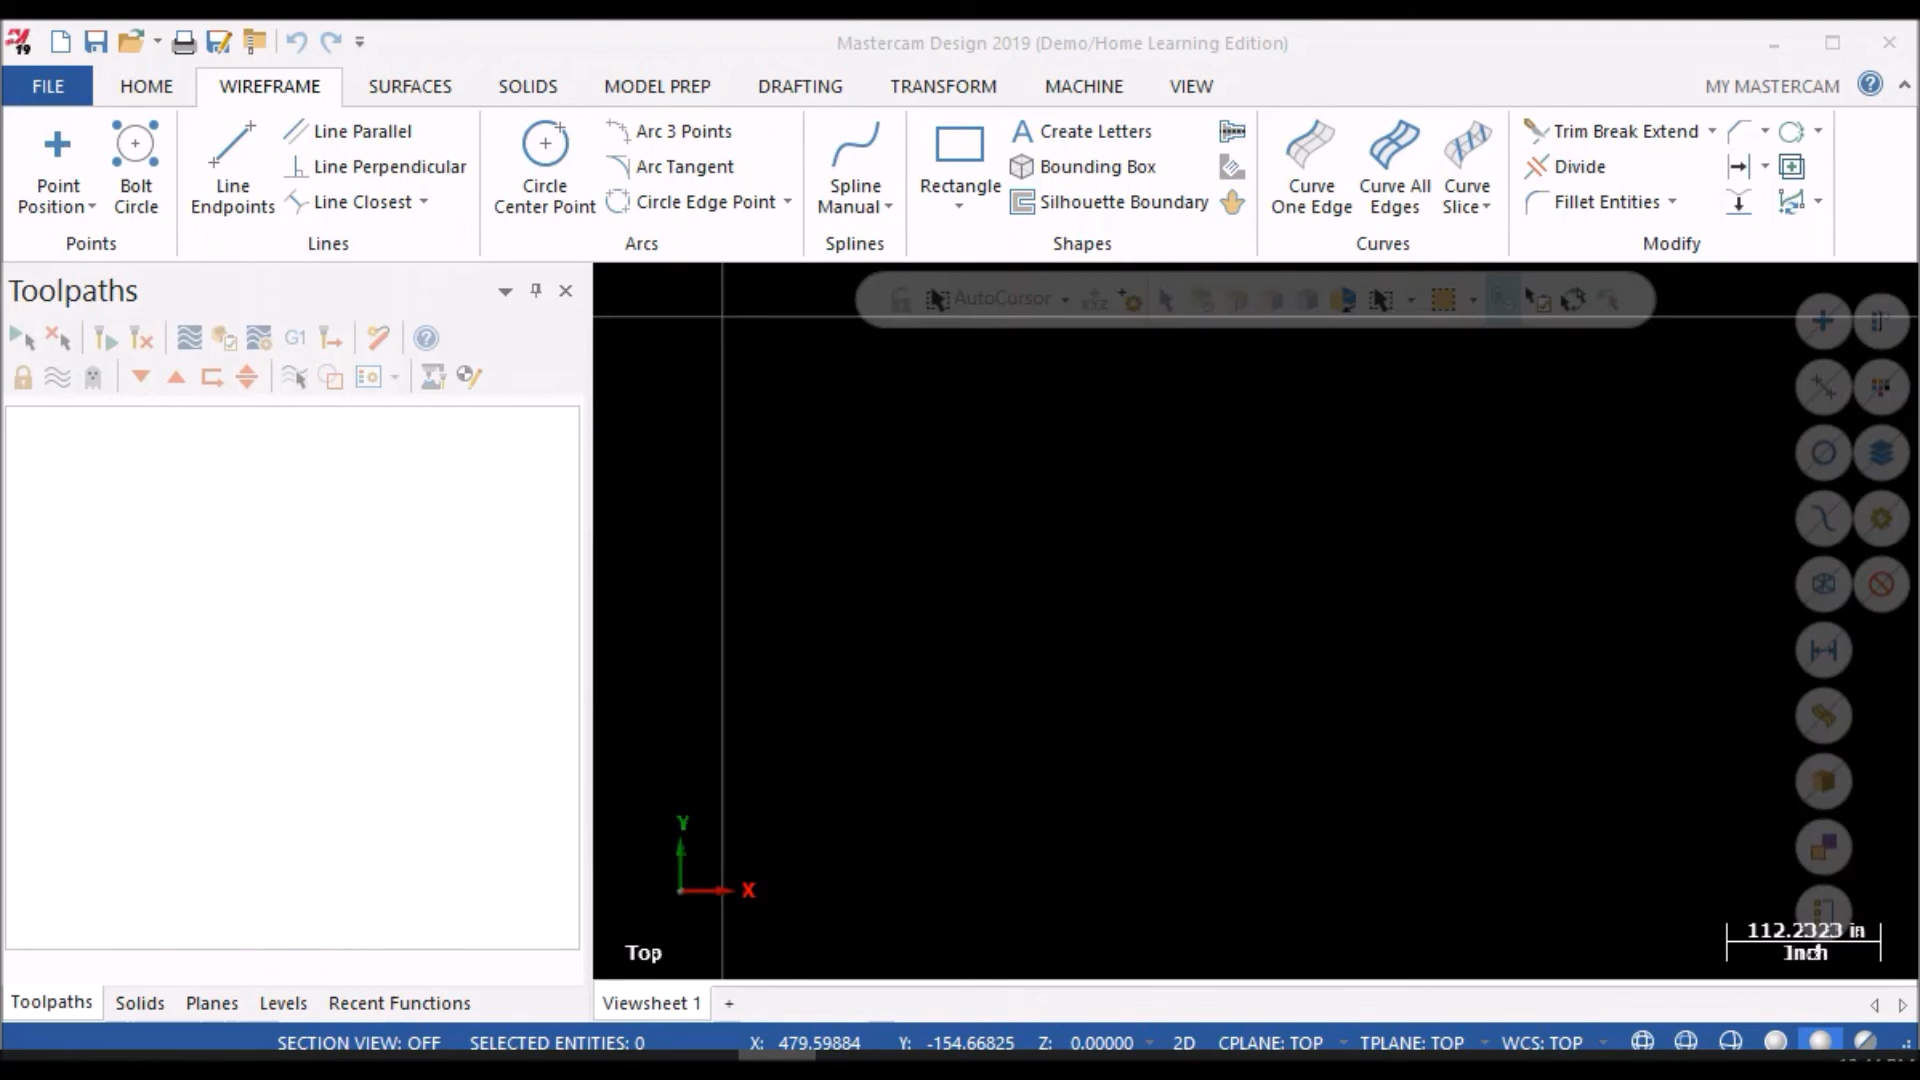 19
Mastercam Design 2019 (Demo/Home Learning Edition)
FILE HOME WIREFRAME SURFACES SOLIDS MODEL PREP DRAFTING TRANSFORM MACHINE VIEW MY MASTERCAM
Point Position
Bolt Circle
Points
Line Endpoints
Line Parallel
Line Perpendicular
Line Closest
Lines
Circle Center Point
Arc 3 Points
Arc Tangent
Circle Edge Point
Arcs
Spline Manual
Splines
Rectangle
Create Letters
Bounding Box
Silhouette Boundary
Shapes
Curve One Edge
Curve All Edges
Curve Slice
Curves
Trim Break Extend
Divide
Fillet Entities
Modify
Toolpaths
G1
AutoCursor
XYZ
Y
X
Top
112.2323 in
Inch
Toolpaths Solids Planes Levels Recent Functions
Viewsheet 1 +
SECTION VIEW: OFF SELECTED ENTITIES: 0 X: 479.59884 Y: -154.66825 Z: 0.00000 2D CPLANE: TOP TPLANE: TOP WCS: TOP